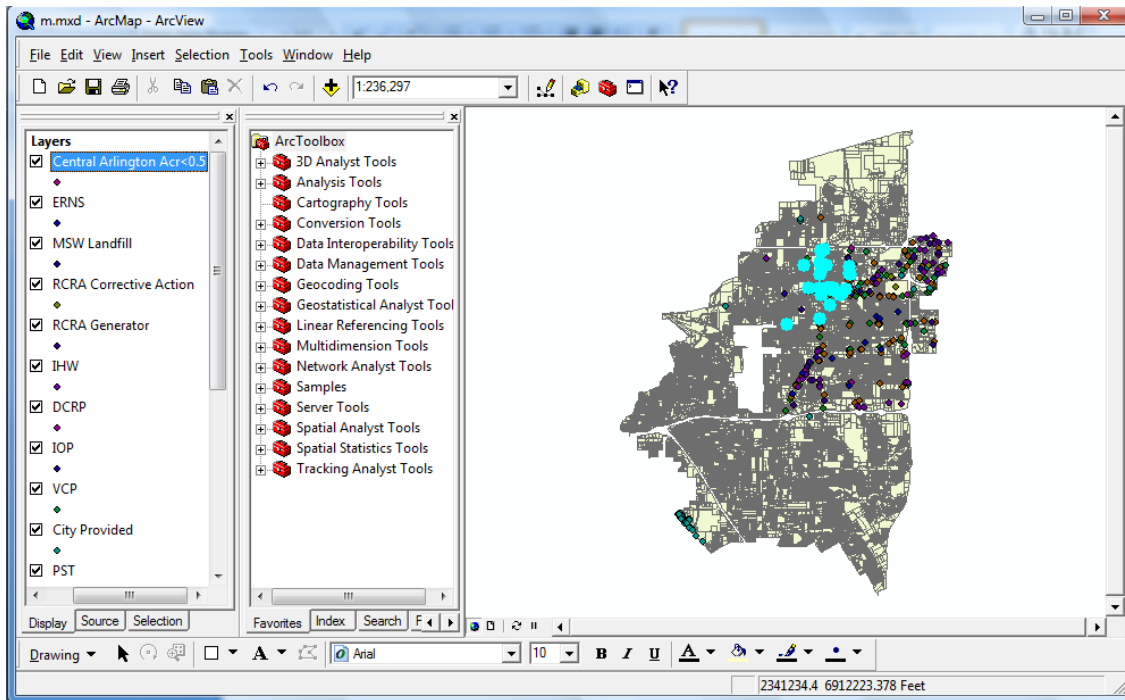 m.mxd - ArcMap - ArcView
File Edit View Insert Selection Tools Window Help
1:236,297
Layers
Central Arlington Acr<0.5
ERNS
MSW Landfill
RCRA Corrective Action
RCRA Generator
IHW
DCRP
IOP
VCP
City Provided
PST
Display Source Selection
ArcToolbox
3D Analyst Tools
Analysis Tools
Cartography Tools
Conversion Tools
Data Interoperability Tools
Data Management Tools
Geocoding Tools
Geostatistical Analyst Tool
Linear Referencing Tools
Multidimension Tools
Network Analyst Tools
Samples
Server Tools
Spatial Analyst Tools
Spatial Statistics Tools
Tracking Analyst Tools
Favorites Index Search
Drawing A Arial 10 B I U A
2341234.4 6912223.378 Feet